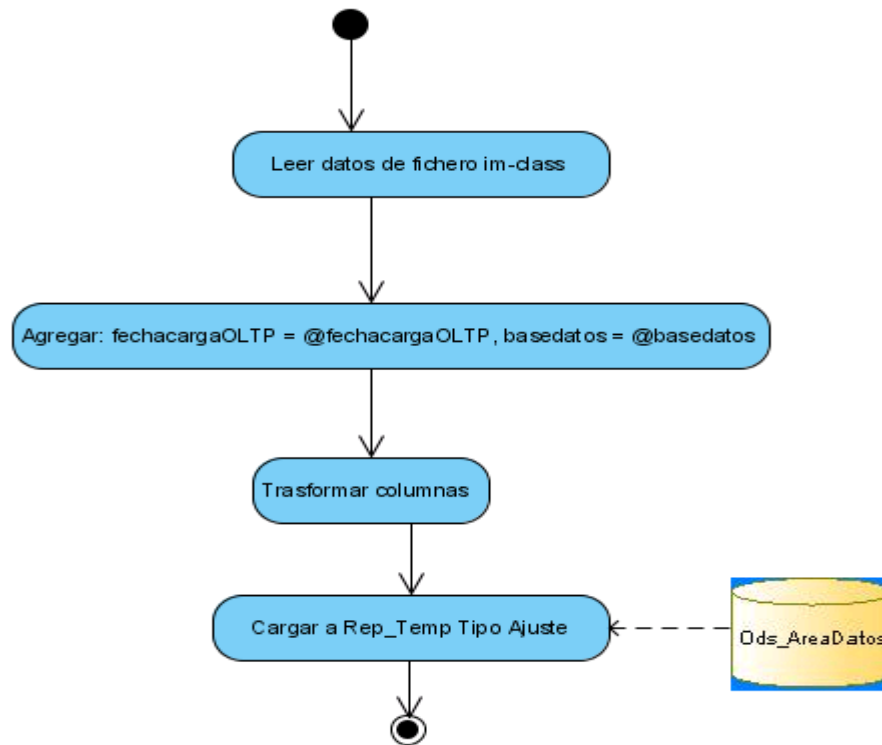 Leer datos de fichero im-class
Agregar: fechacargaOLTP = @fechacargaOLTP, basedatos = @basedatos
Trasformar columnas
Cargar a Rep_Temp Tipo Ajuste
Ods_AreaDatos